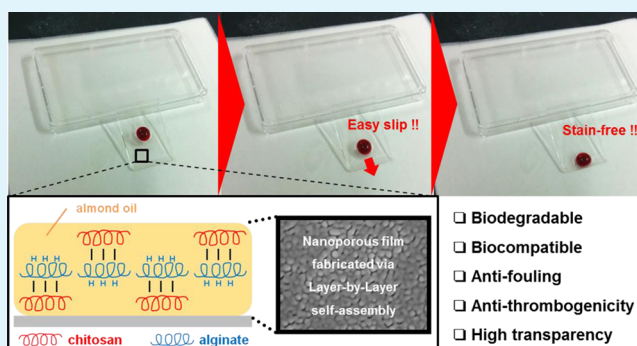 Easy slip !!
Stain-free !!
almond oil
H H H H
H H H H
chitosan
alginate
Nanoporous film
fabricated via
Layer-by-Layer
self-assembly
❑ Biodegradable
❑ Biocompatible
❑ Anti-fouling
❑ Anti-thrombogenicity
❑ High transparency